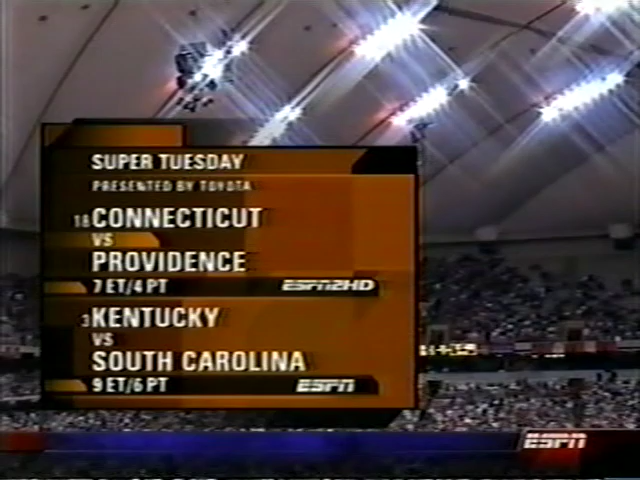 SUPER TUESDAY
PRESENTED BY TOYOTA
18 CONNECTICUT
VS
PROVIDENCE
7 ET/4 PT ESPN2HD
3 KENTUCKY
VS
SOUTH CAROLINA
9 ET/6 PT ESPN
ESPN